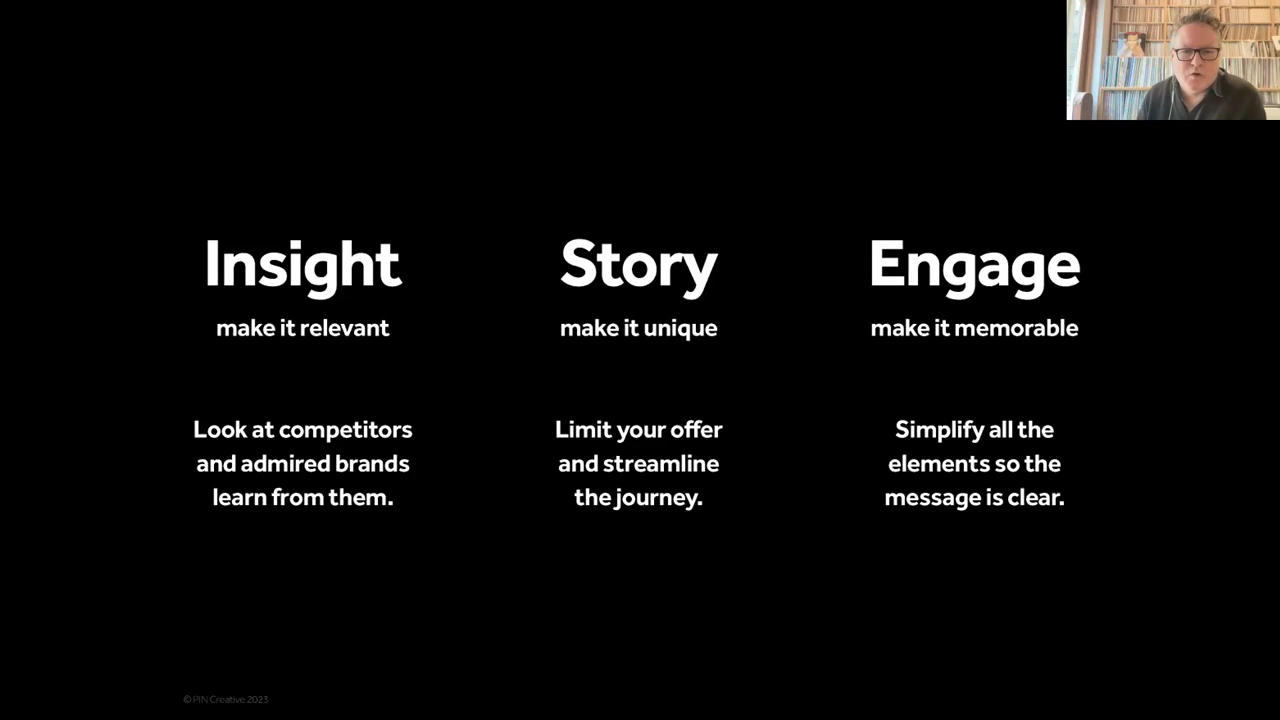 Insight
make it relevant
Look at competitors
and admired brands
learn from them.
Story
make it unique
Limit your offer
and streamline
the journey.
Engage
make it memorable
Simplify all the
elements so the
message is clear.
© PIN Creative 2023